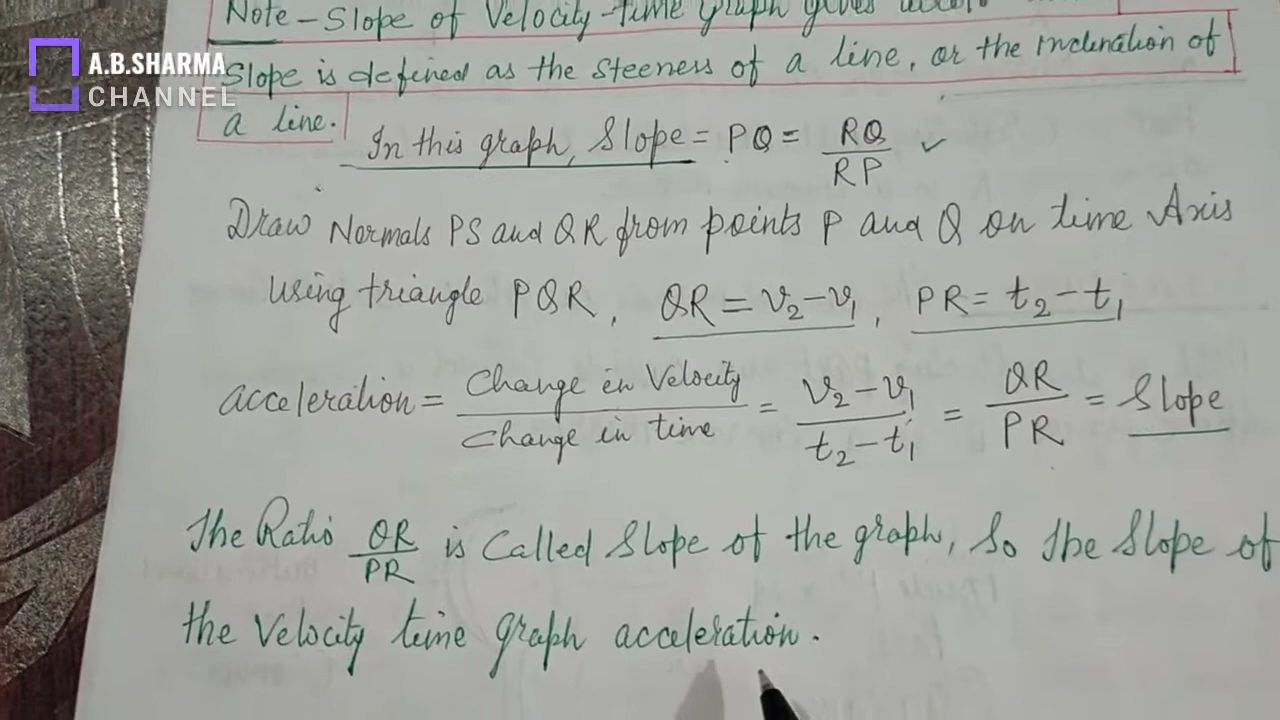 Note - Slope of Velocity-time graph gives
A.B.SHARMA
CHANNEL
Slope is defined as the steeness of a line, or the inclination of
a line.
In this graph, Slope = PQ = RQ/RP ✓
Draw Normals PS and QR from points P and Q on time Axis
using triangle PQR, QR = v₂-v₁, PR = t₂-t₁
acceleration = Change in Velocity/Change in time = v₂-v₁/t₂-t₁ = QR/PR = Slope
The Ratio QR/PR is Called Slope of the graph, So the Slope of
the Velocity time graph acceleration.